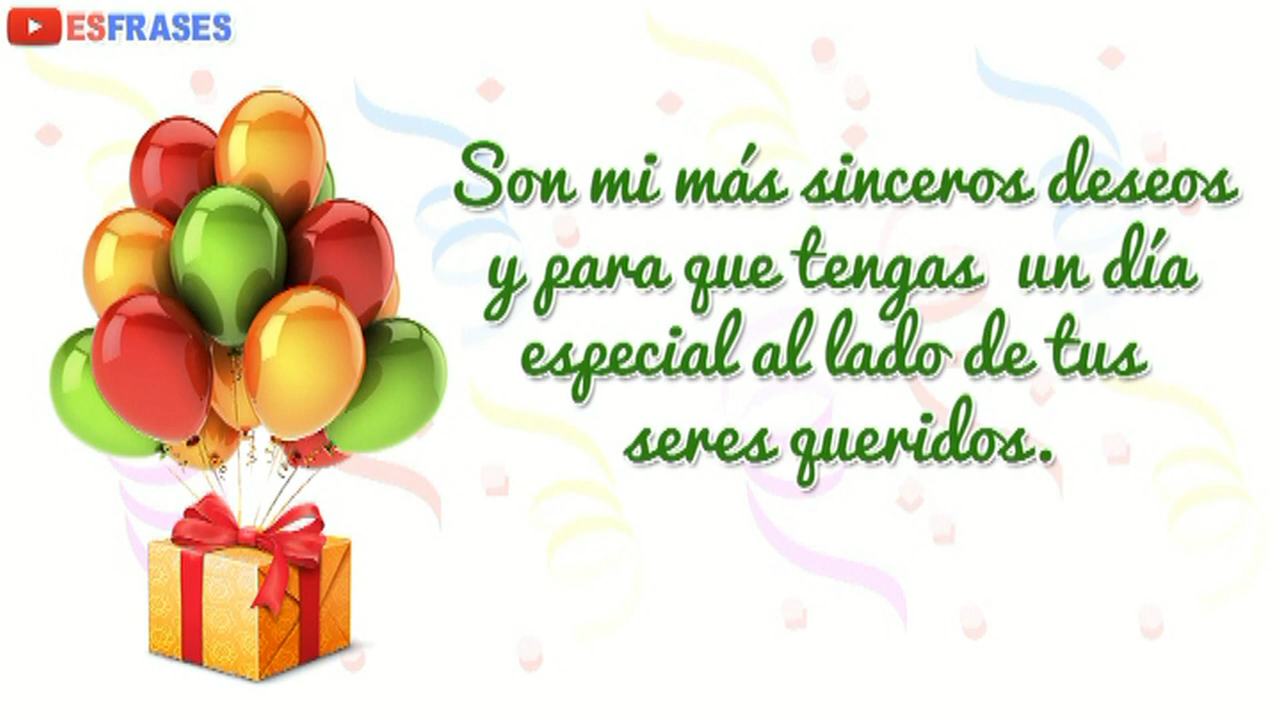 ESFRASES
Son mi más sinceros deseos
y para que tengas un día
especial al lado de tus
seres queridos.